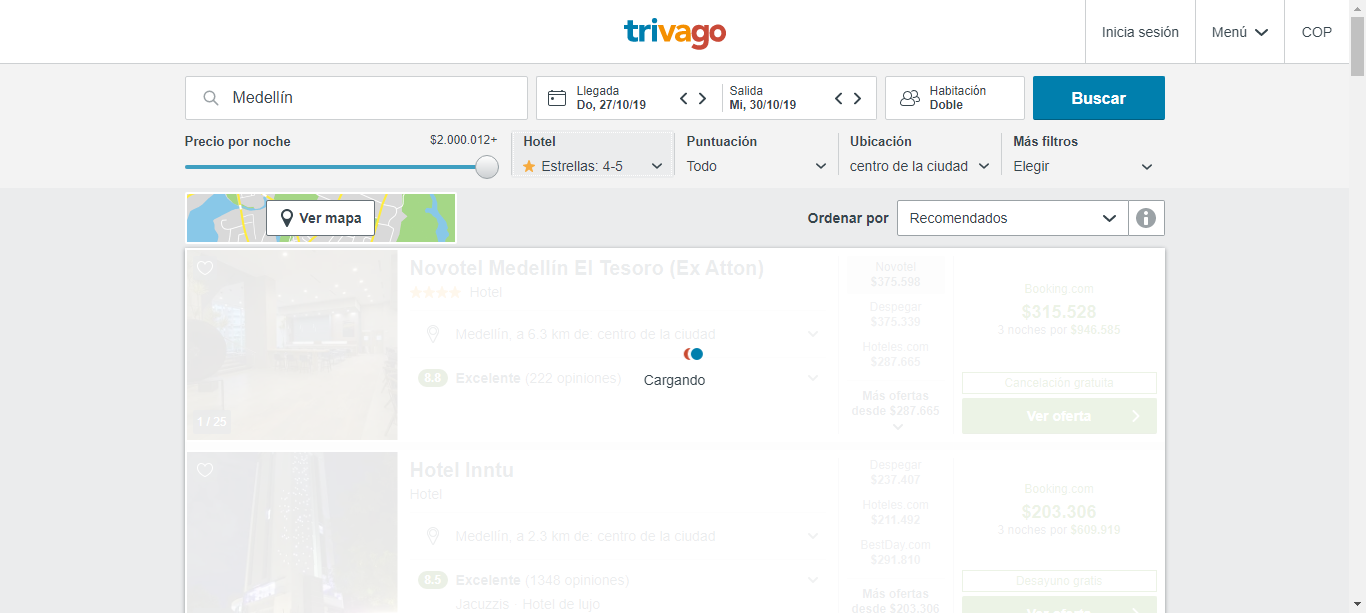 trivago
Inicia sesión
Menú
COP
Medellín
Llegada
Do, 27/10/19
Salida
Mi, 30/10/19
Habitación
Doble
Buscar
Precio por noche
$2.000.012+
Hotel
Estrellas: 4-5
Puntuación
Todo
Ubicación
centro de la ciudad
Más filtros
Elegir
Ver mapa
Ordenar por
Recomendados
Novotel Medellín El Tesoro (Ex Atton)
Hotel
Medellín, a 6.3 km de: centro de la ciudad
8.8 Excelente (222 opiniones)
1 / 25
Cargando
Novotel
$375.598
Despegar
$375.339
Hoteles.com
$287.665
Más ofertas
desde $287.665
Booking.com
$315.528
3 noches por $946.585
Cancelación gratuita
Ver oferta
Hotel Inntu
Hotel
Medellín, a 2.3 km de: centro de la ciudad
8.5 Excelente (1348 opiniones)
Jacuzzis · Hotel de lujo
Despegar
$237.407
Hoteles.com
$211.492
BestDay.com
$291.810
Más ofertas
desde $203.306
Booking.com
$203.306
3 noches por $609.919
Desayuno gratis
Ver oferta